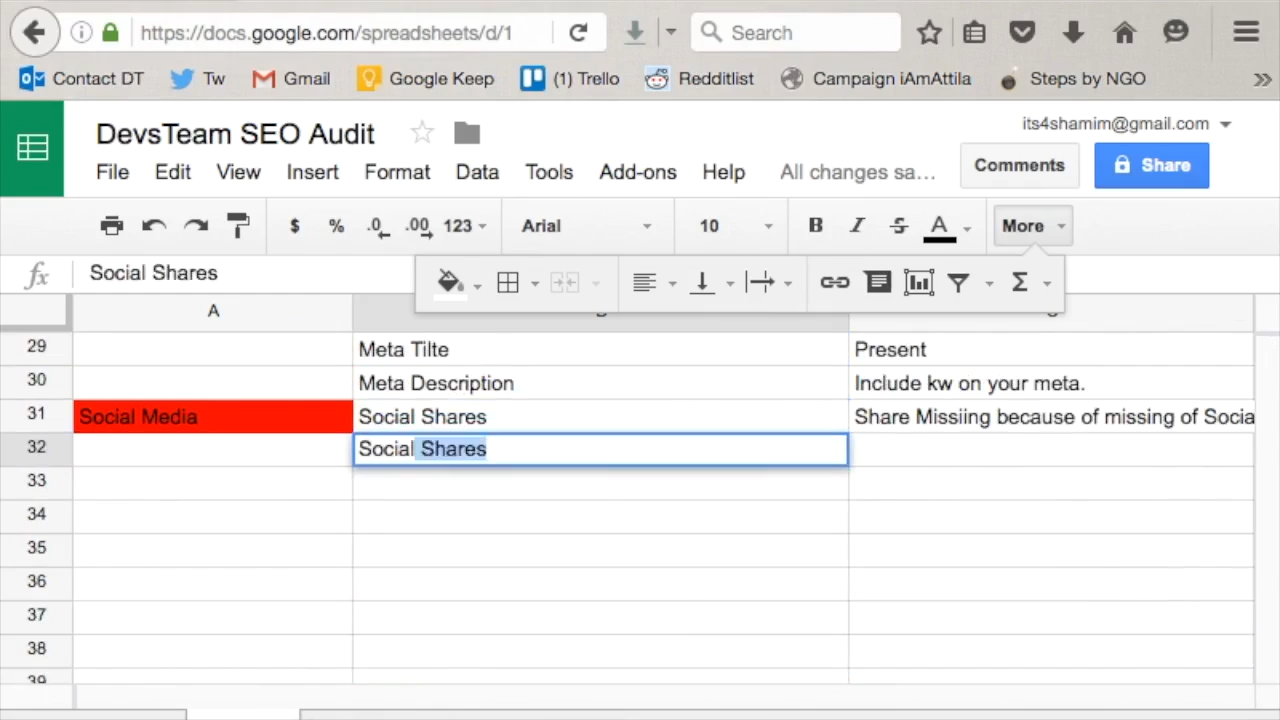 https://docs.google.com/spreadsheets/d/1
Search
Contact DT Tw Gmail Google Keep (1) Trello Redditlist Campaign iAmAttila Steps by NGO
DevsTeam SEO Audit
its4shamim@gmail.com
File Edit View Insert Format Data Tools Add-ons Help All changes sa…
Comments Share
$ % .0 .00 123 Arial 10 B I S A More
fx Social Shares
A
29 Meta Tilte Present
30 Meta Description Include kw on your meta.
31 Social Media Social Shares Share Missiing because of missing of Socia
32 Social Shares
33
34
35
36
37
38
39